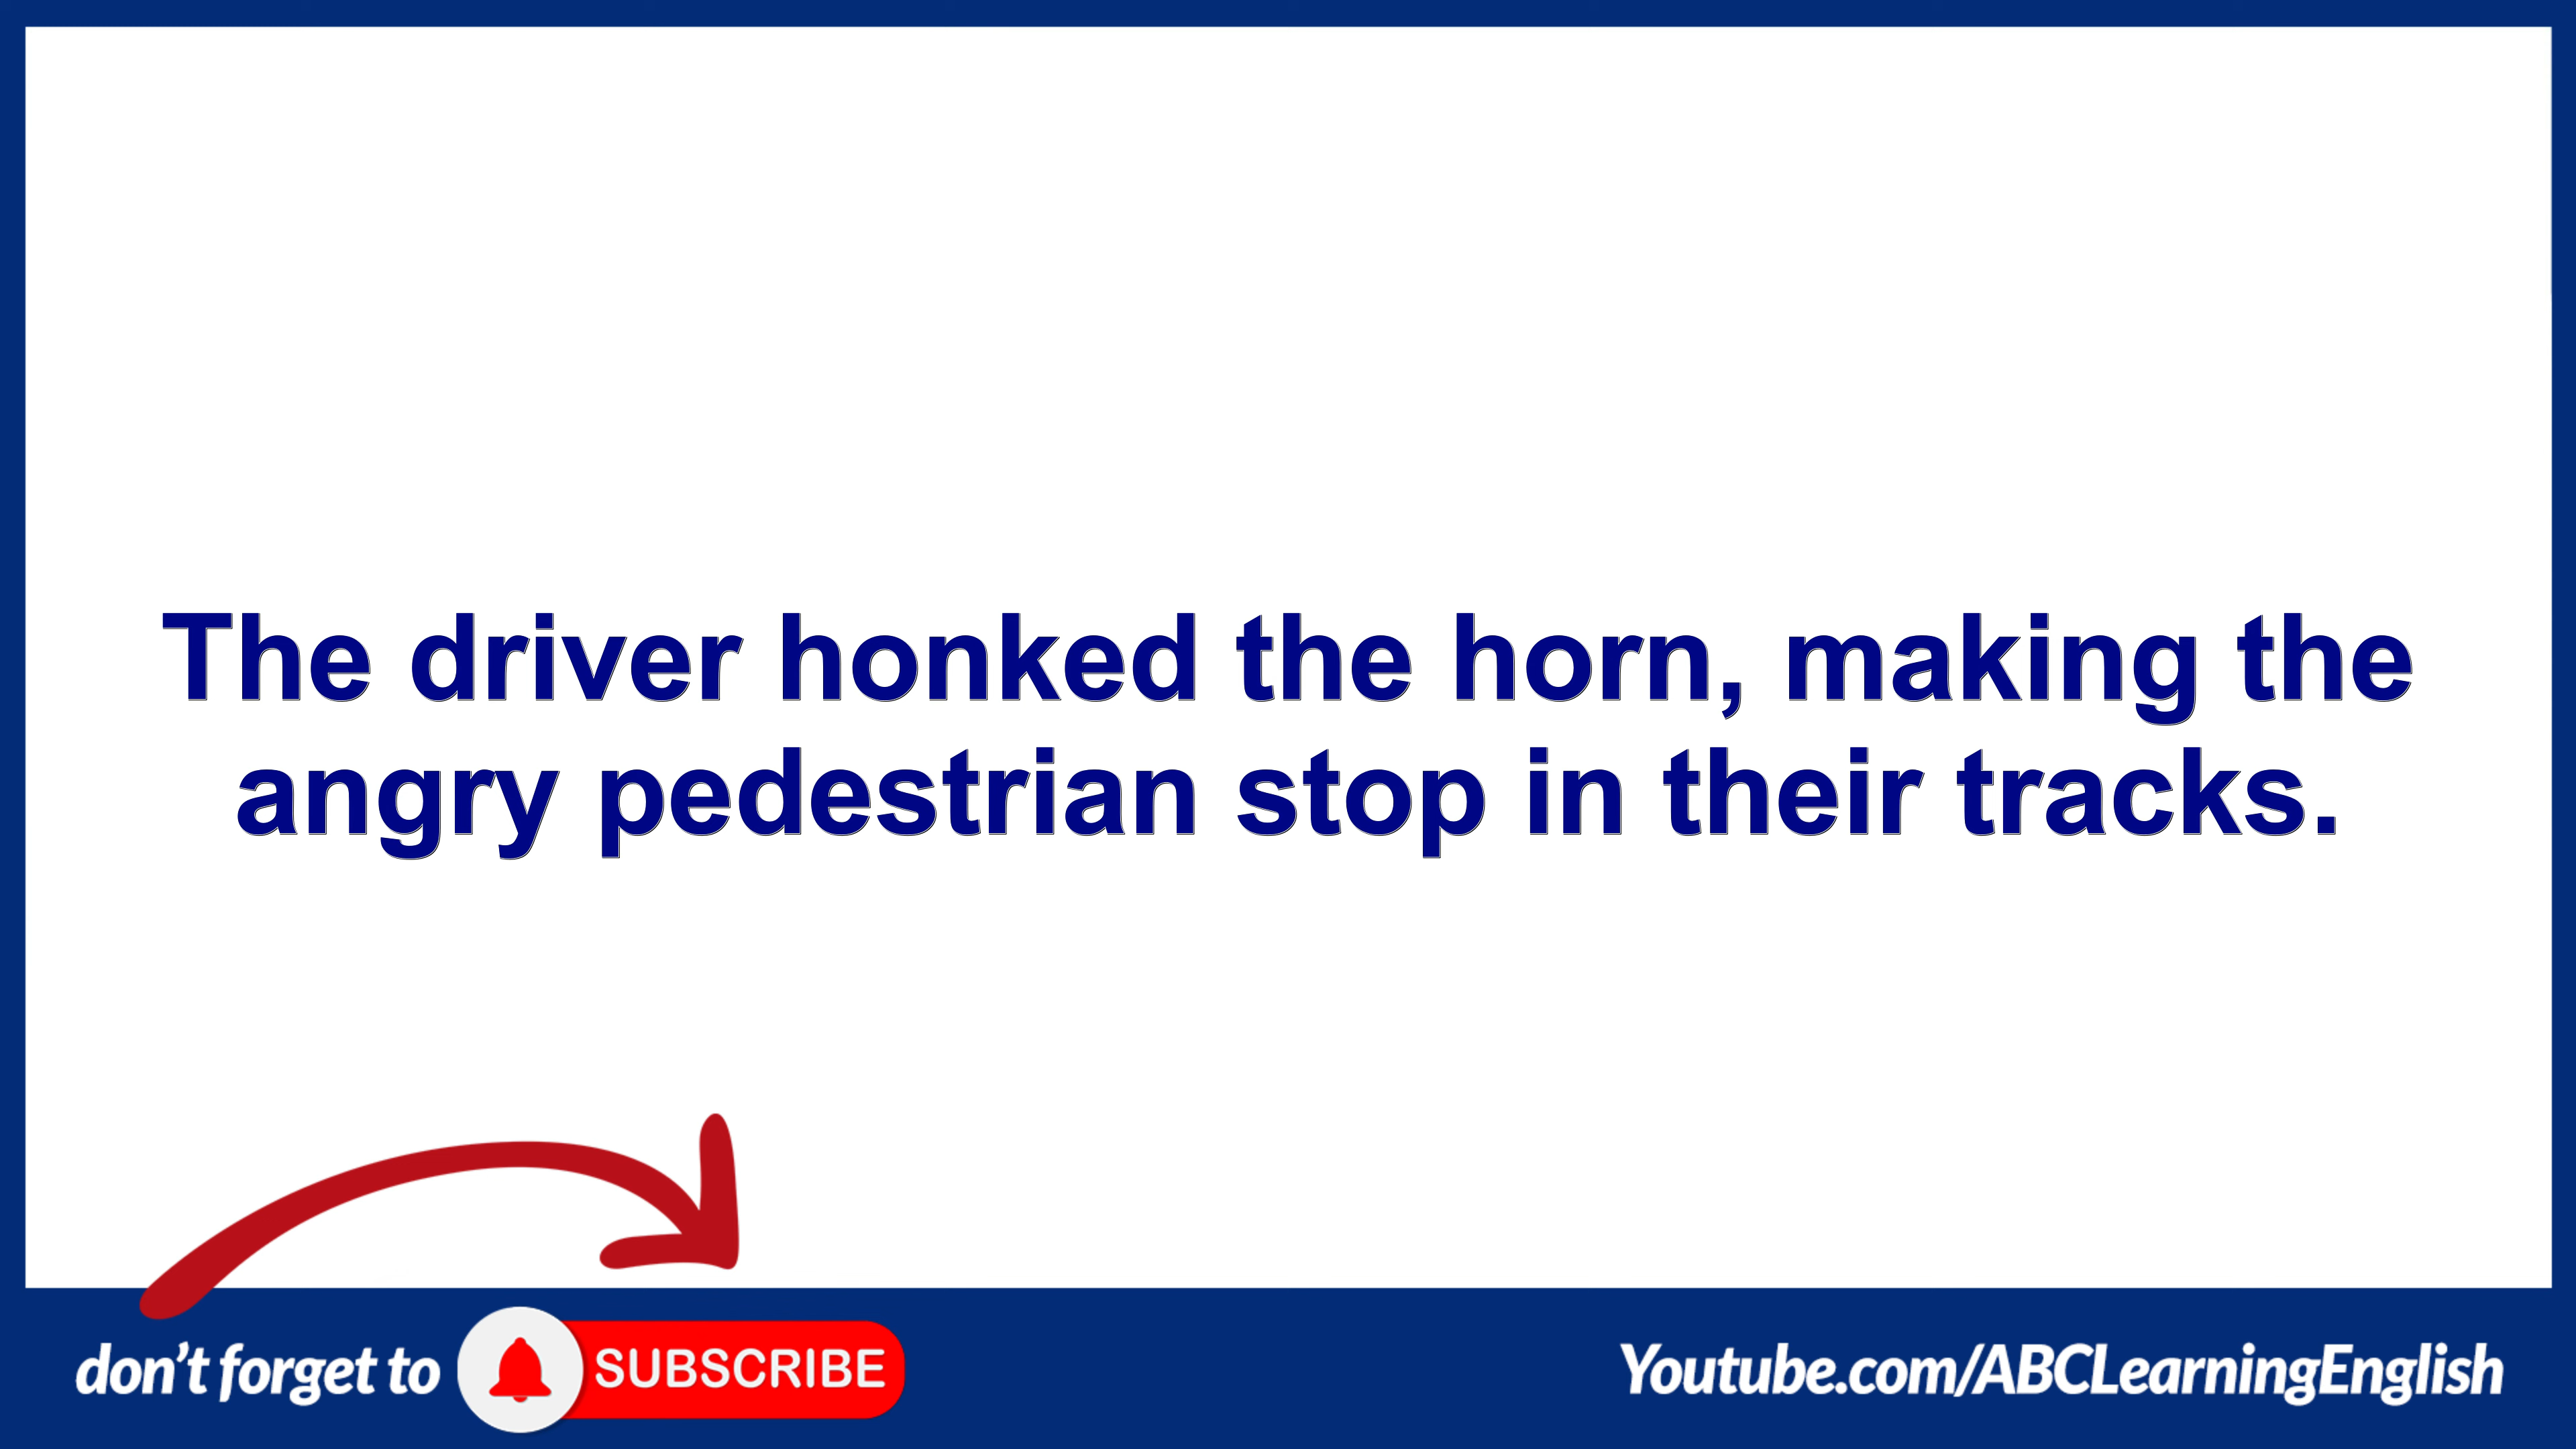 The driver honked the horn, making the
angry pedestrian stop in their tracks.
don't forget to SUBSCRIBE
Youtube.com/ABCLearningEnglish